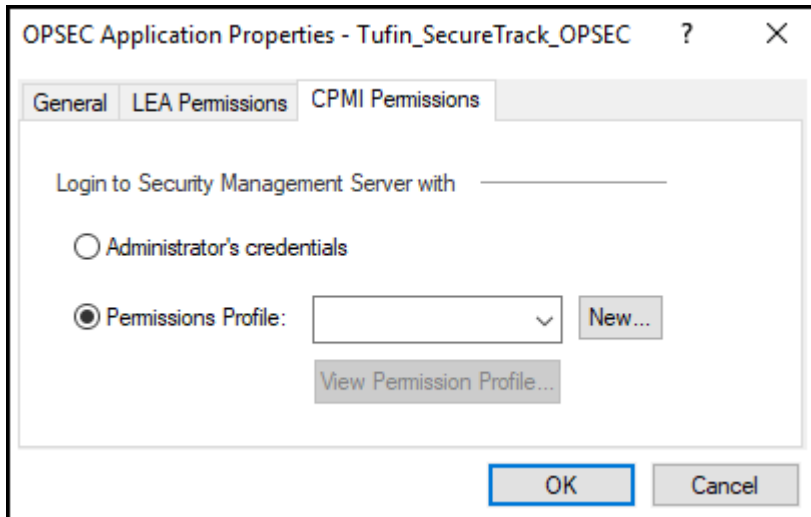 OPSEC Application Properties - Tufin_SecureTrack_OPSEC ?
General LEA Permissions CPMI Permissions
Login to Security Management Server with
Administrator's credentials
Permissions Profile: New...
View Permission Profile...
OK Cancel